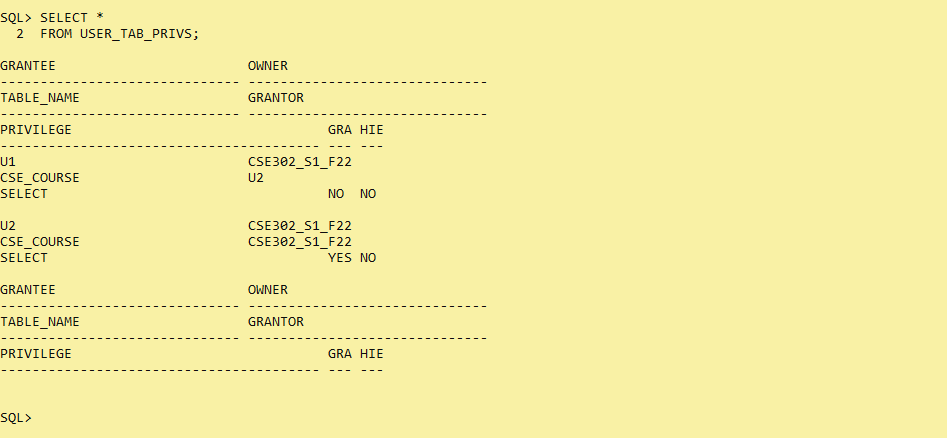 SQL> SELECT *
  2  FROM USER_TAB_PRIVS;

GRANTEE                        OWNER
------------------------------ ------------------------------
TABLE_NAME                     GRANTOR
------------------------------ ------------------------------
PRIVILEGE                                GRA HIE
---------------------------------------- --- ---
U1                             CSE302_S1_F22
CSE_COURSE                     U2
SELECT                                   NO  NO

U2                             CSE302_S1_F22
CSE_COURSE                     CSE302_S1_F22
SELECT                                   YES NO

GRANTEE                        OWNER
------------------------------ ------------------------------
TABLE_NAME                     GRANTOR
------------------------------ ------------------------------
PRIVILEGE                                GRA HIE
---------------------------------------- --- ---


SQL>